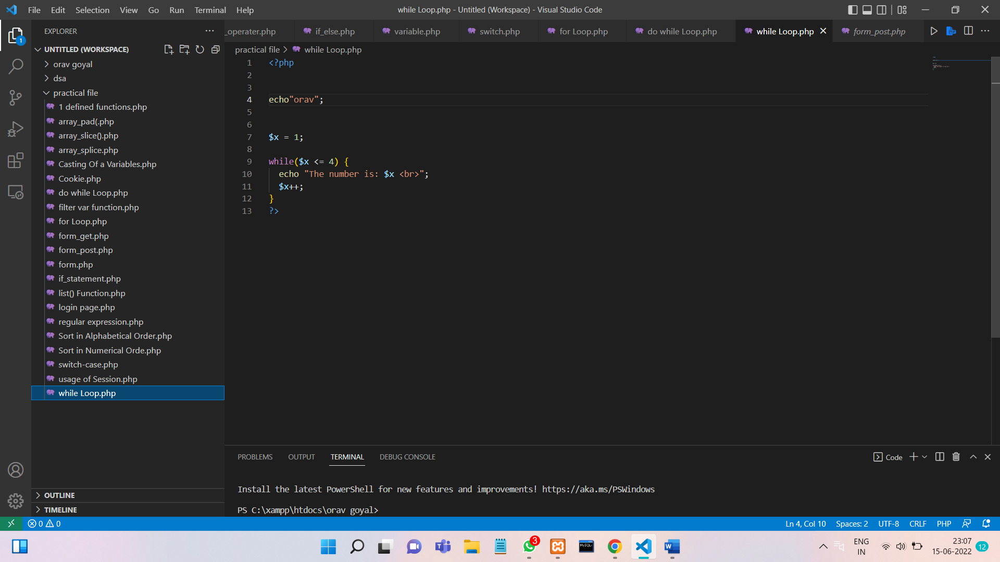 File Edit Selection View Go Run Terminal Help
while Loop.php - Untitled (Workspace) - Visual Studio Code
EXPLORER
_operater.php if_else.php variable.php switch.php for Loop.php do while Loop.php while Loop.php form_post.php
1
UNTITLED (WORKSPACE)
orav goyal
dsa
practical file
1 defined functions.php
array_pad(.php
array_slice().php
array_splice.php
Casting Of a Variables.php
Cookie.php
do while Loop.php
filter var function.php
for Loop.php
form_get.php
form_post.php
form.php
if_statement.php
list() Function.php
login page.php
regular expression.php
Sort in Alphabetical Order.php
Sort in Numerical Orde.php
switch-case.php
usage of Session.php
while Loop.php
OUTLINE
TIMELINE
practical file > while Loop.php
1 <?php
2
3
4 echo"orav";
5
6
7 $x = 1;
8
9 while($x <= 4) {
10 echo "The number is: $x <br>";
11 $x++;
12 }
13 ?>
PROBLEMS OUTPUT TERMINAL DEBUG CONSOLE
Code
Install the latest PowerShell for new features and improvements! https://aka.ms/PSWindows
PS C:\xampp\htdocs\orav goyal>
0 0
Ln 4, Col 10 Spaces: 2 UTF-8 CRLF PHP
3
MySQL
W
ENG
IN
23:07
15-06-2022
12